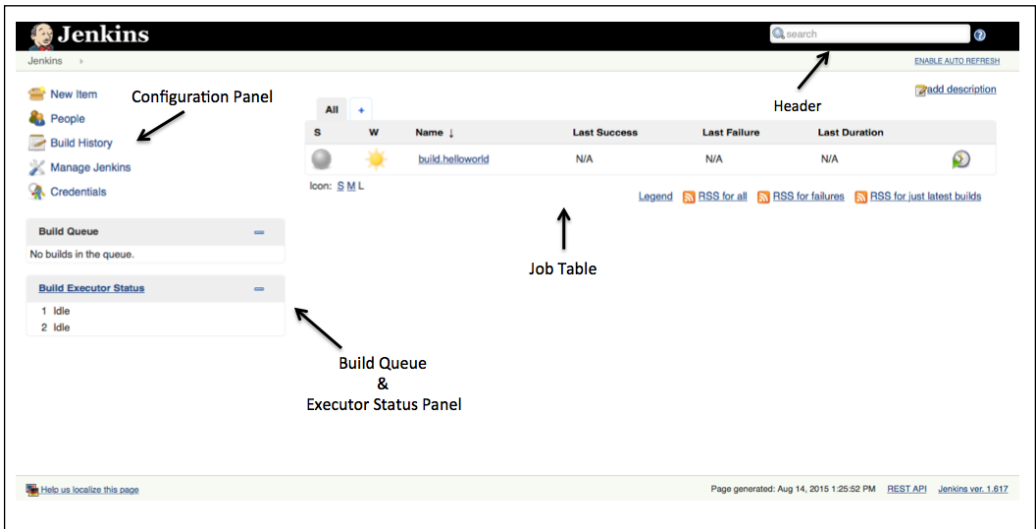 Jenkins
search
Jenkins
ENABLE AUTO REFRESH
New Item
People
Build History
Manage Jenkins
Credentials
Configuration Panel
Header
add description
All +
S W Name ↓ Last Success Last Failure Last Duration
build.helloworld N/A N/A N/A
Icon: S M L
Legend RSS for all RSS for failures RSS for just latest builds
Job Table
Build Queue
No builds in the queue.
Build Executor Status
1 Idle
2 Idle
Build Queue
&
Executor Status Panel
Help us localize this page
Page generated: Aug 14, 2015 1:25:52 PM REST API Jenkins ver. 1.617